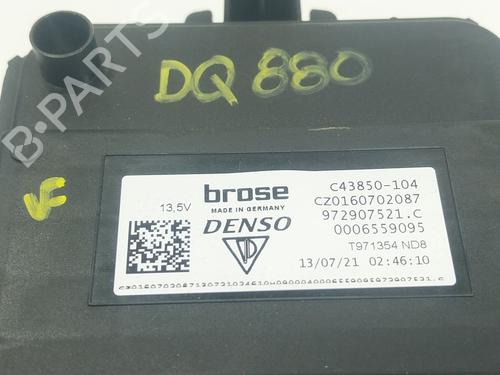 B-PARTS
DQ 880
VF
brose
MADE IN GERMANY
13,5V
DENSO
C43850-104
CZ0160702087
972907521.C
0006559095
T971354 ND8
13/07/21 02:46:10